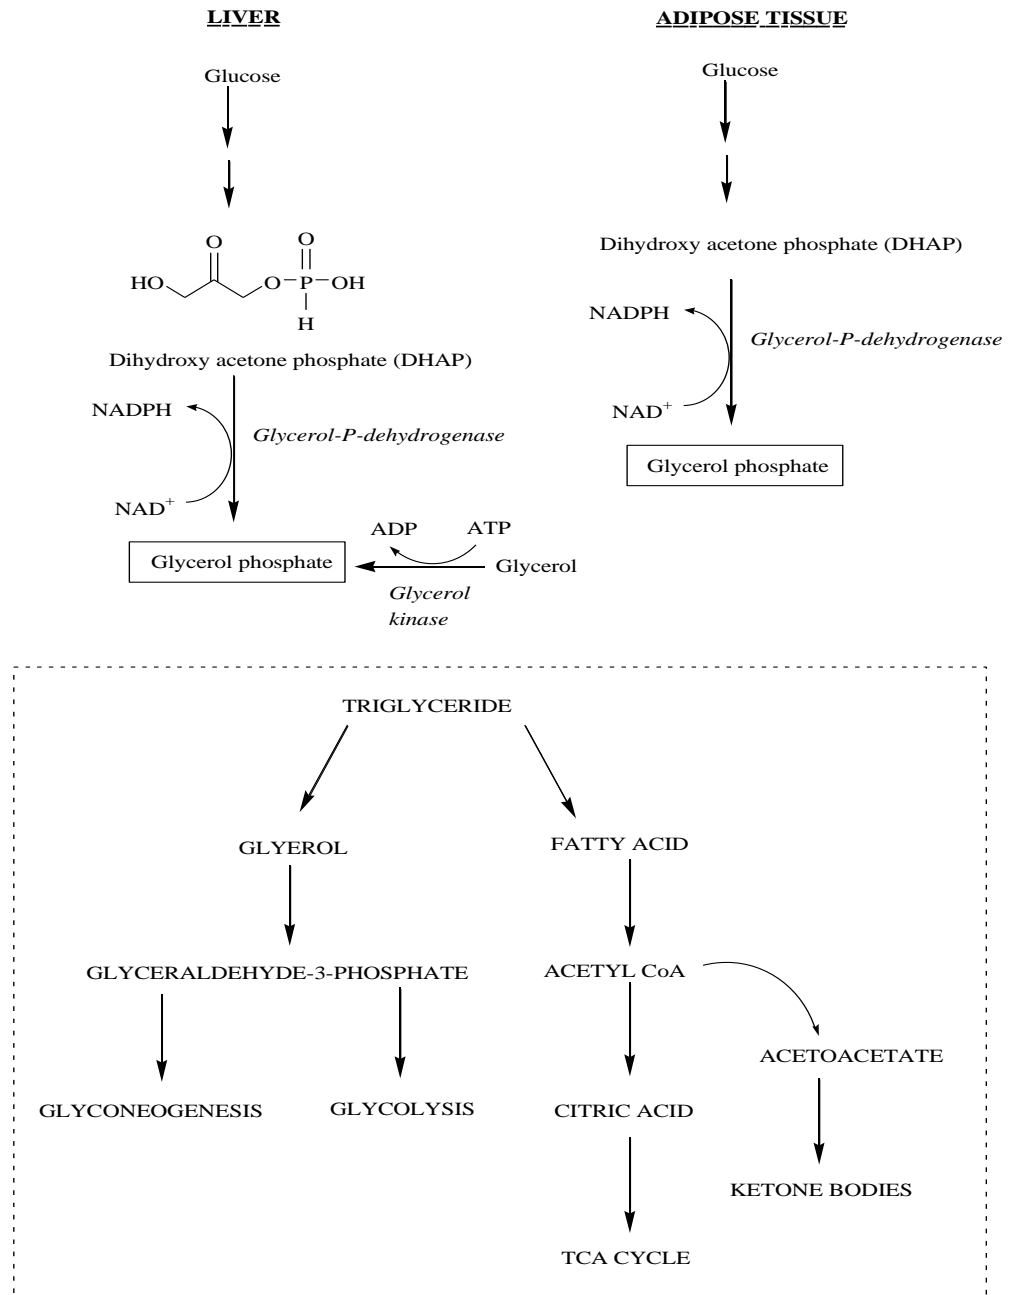 LIVER
ADIPOSE TISSUE
Glucose
Glucose
O
O
HO
O
P
OH
H
Dihydroxy acetone phosphate (DHAP)
Dihydroxy acetone phosphate (DHAP)
NADPH
Glycerol-P-dehydrogenase
NAD+
NADPH
Glycerol-P-dehydrogenase
NAD+
Glycerol phosphate
Glycerol phosphate
ADP
ATP
Glycerol
Glycerol
kinase
TRIGLYCERIDE
GLYEROL
FATTY ACID
GLYCERALDEHYDE-3-PHOSPHATE
ACETYL CoA
ACETOACETATE
GLYCONEOGENESIS
GLYCOLYSIS
CITRIC ACID
KETONE BODIES
TCA CYCLE